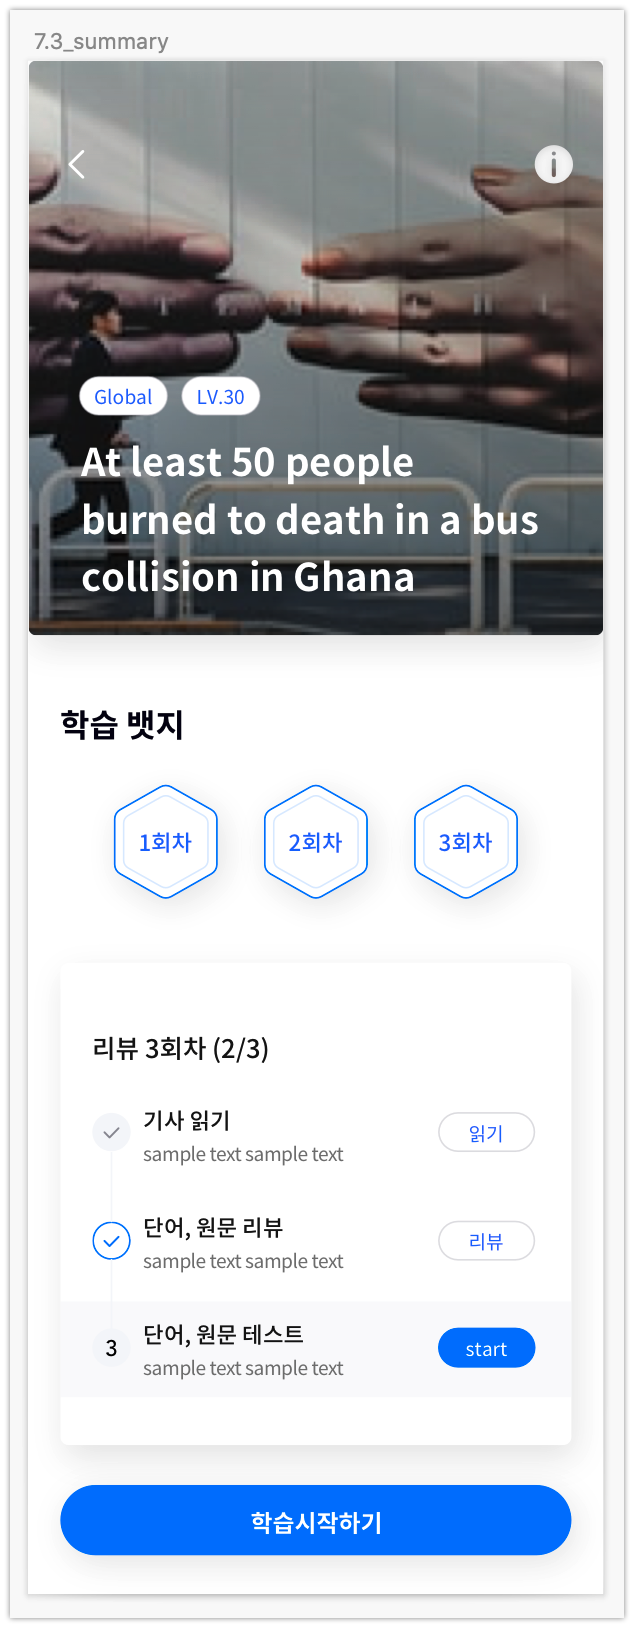 7.3_summary
Global
LV.30
At least 50 people
burned to death in a bus
collision in Ghana
학습 뱃지
1회차
2회차
3회차
리뷰 3회차 (2/3)
기사 읽기
sample text sample text
읽기
단어, 원문 리뷰
sample text sample text
리뷰
3
단어, 원문 테스트
sample text sample text
start
학습시작하기